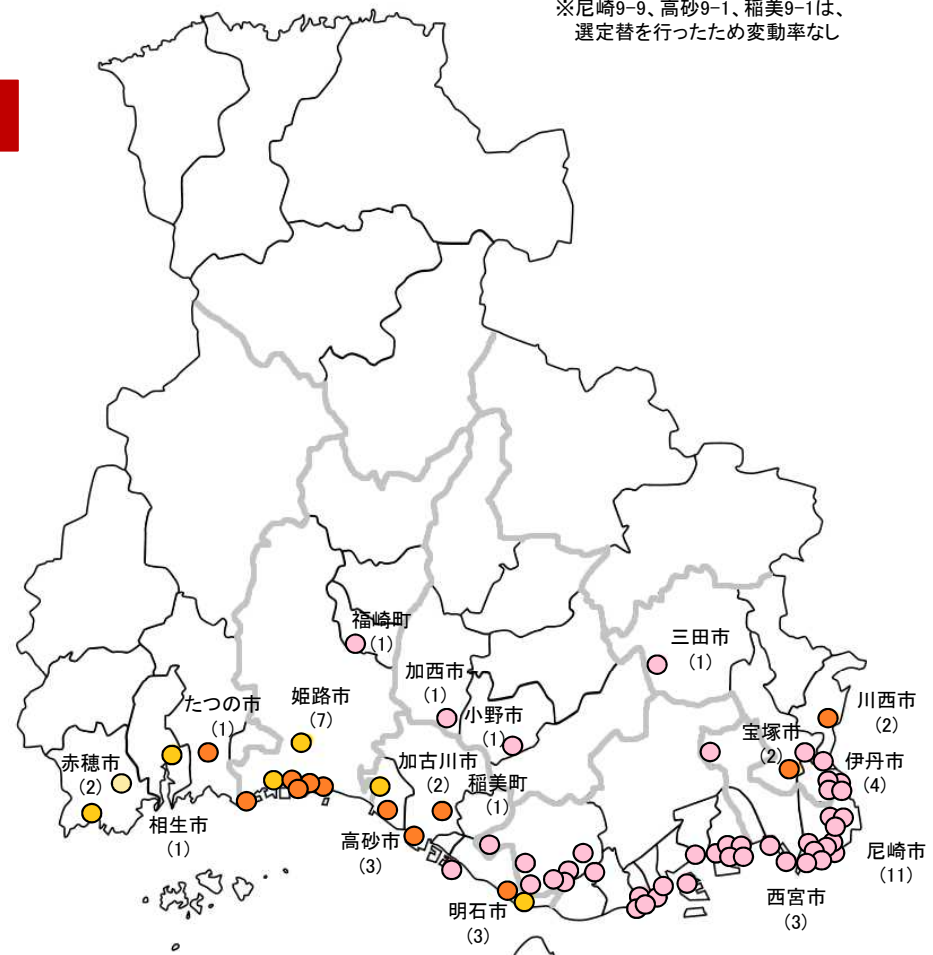 ※尼崎9-9、高砂9-1、稲美9-1は、
選定替を行ったため変動率なし
福崎町
(1)
三田市
(1)
加西市
(1)
たつの市
(1)
姫路市
(7)
小野市
(1)
川西市
(2)
宝塚市
(2)
赤穂市
(2)
加古川市
(2)
伊丹市
(4)
稲美町
(1)
相生市
(1)
高砂市
(3)
尼崎市
(11)
西宮市
(3)
明石市
(3)